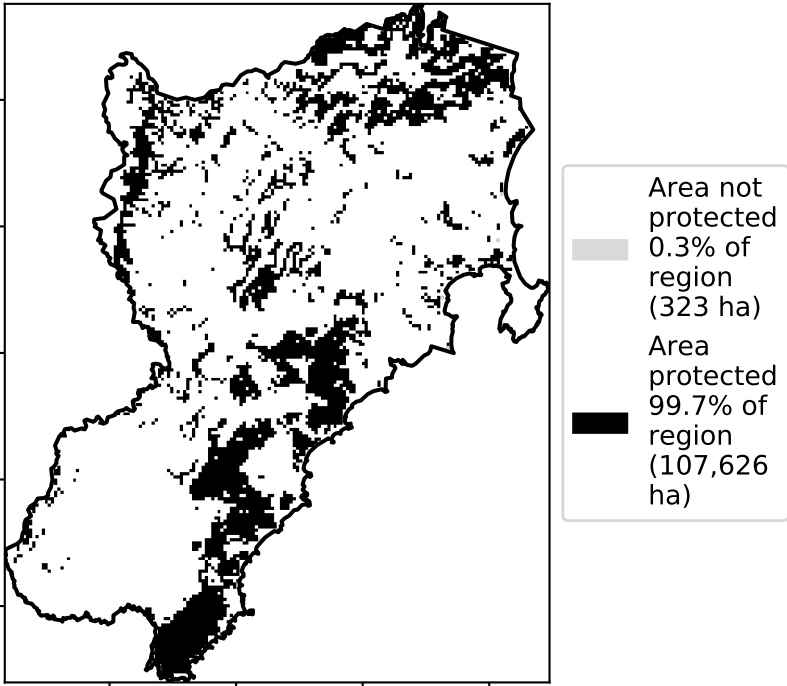 Area not
protected
0.3% of
region
(323 ha)
Area
protected
99.7% of
region
(107,626
ha)